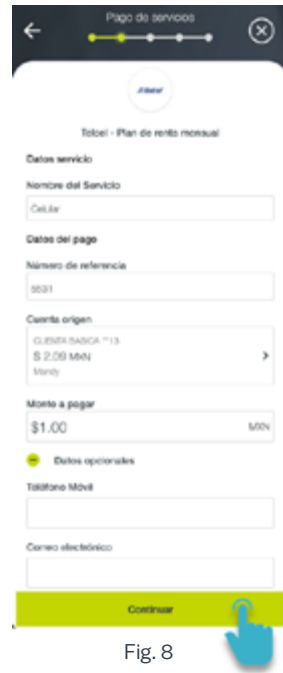 Pago de servicios
telcel
Telcel - Plan de renta mensual
Datos servicio
Nombre del Servicio
Celular
Datos del pago
Número de referencia
5531
Cuenta origen
CUENTA BASICA **13
$ 2.09 MXN
Mandy
Monto a pagar
$1.00 MXN
Datos opcionales
Teléfono Móvil
Correo electrónico
Continuar
Fig. 8